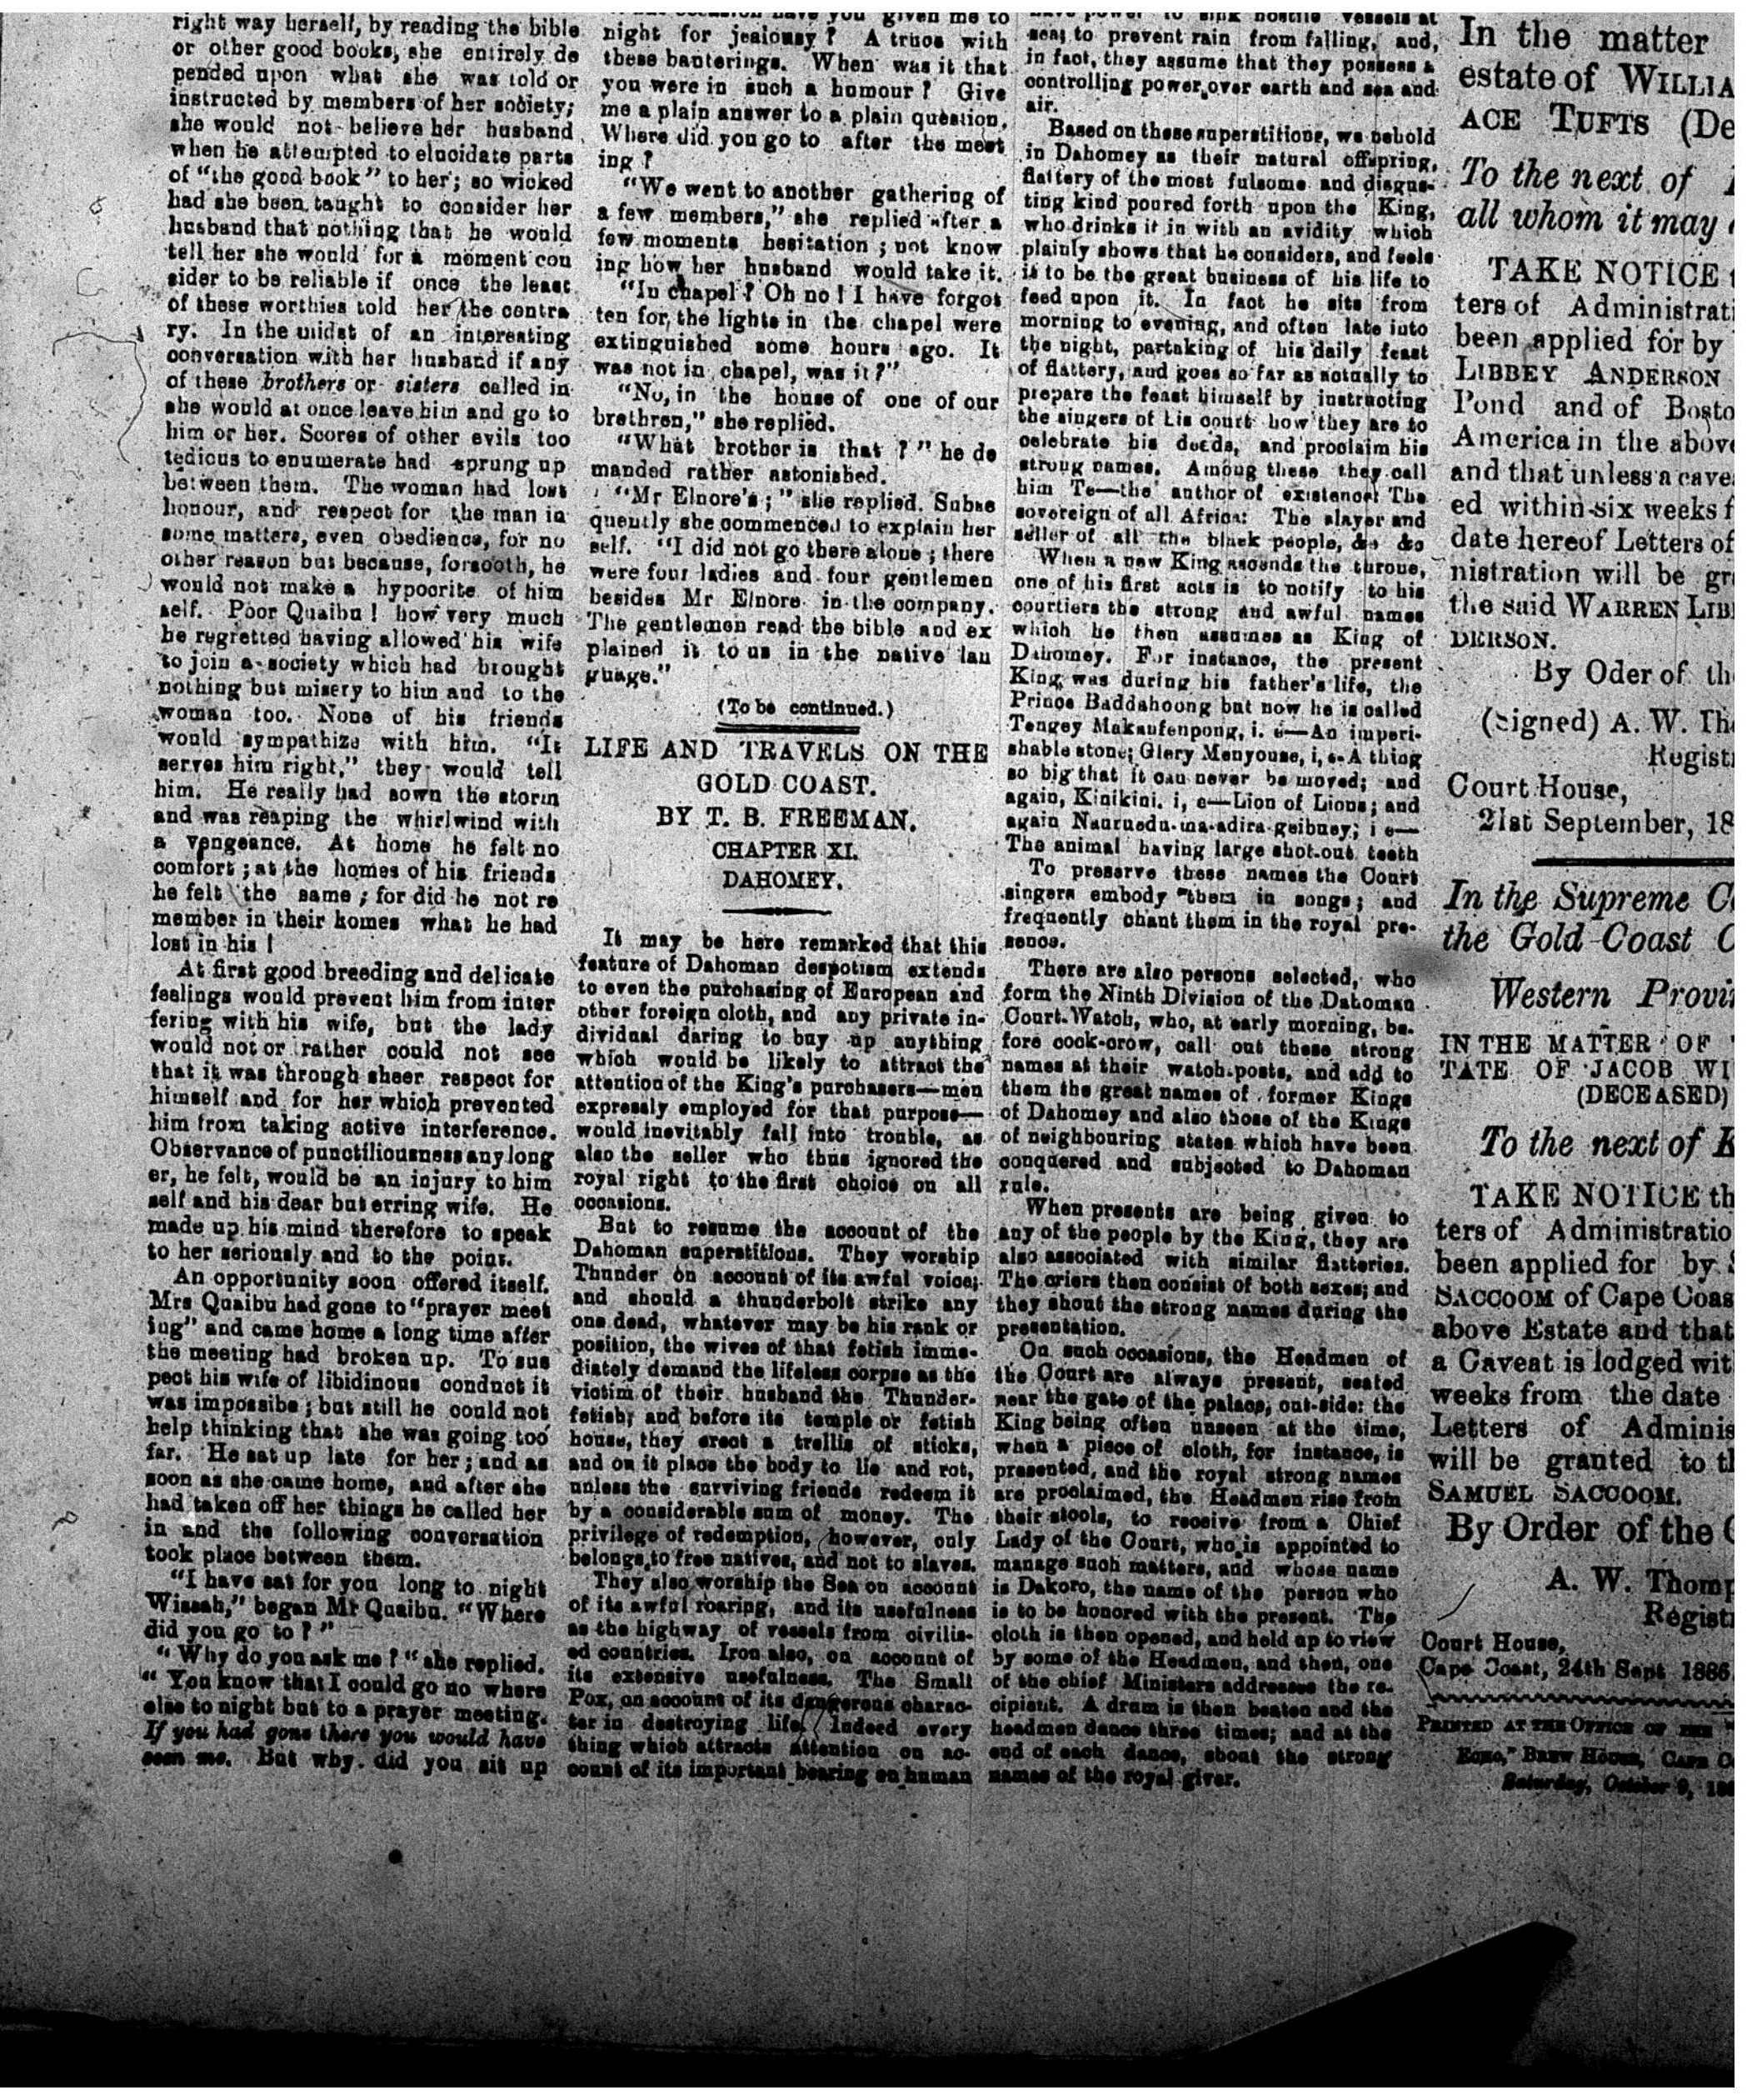 right way herself, by reading the bible
or other good books, she entirely de
pended upon what she was told or
instructed by members of her society;
she would not believe her husband
when he attempted to elucidate parts
of "the good book" to her; so wicked
had she been taught to consider her
husband that nothing that he would
tell her she would for a moment con
sider to be reliable if once the least
of these worthies told her the contra
ry. In the midst of an interesting
conversation with her husband if any
of these brothers or sisters called in
she would at once leave him and go to
him or her. Scores of other evils too
tedious to enumerate had sprung up
between them. The woman had lost
honour, and respect for the man in
some matters, even obedience, for no
other reason but because, forsooth, he
would not make a hypocrite of him
self. Poor Quaibu! how very much
he regretted having allowed his wife
to join a society which had brought
nothing but misery to him and to the
woman too. None of his friends
would sympathize with him. "It
serves him right," they would tell
him. He really had sown the storm
and was reaping the whirlwind with
a vengeance. At home he felt no
comfort; at the homes of his friends
he felt the same; for did he not re
member in their homes what he had
lost in his!
At first good breeding and delicate
feelings would prevent him from inter
fering with his wife, but the lady
would not or rather could not see
that it was through sheer respect for
himself and for her which prevented
him from taking active interference.
Observance of punctiliousness any long
er, he felt, would be an injury to him
self and his dear but erring wife. He
made up his mind therefore to speak
to her seriously and to the point.
An opportunity soon offered itself.
Mrs Quaibu had gone to "prayer meet
ing" and came home a long time after
the meeting had broken up. To sus
pect his wife of libidinous conduct it
was impossibe; but still he could not
help thinking that she was going too
far. He sat up late for her; and as
soon as she came home, and after she
had taken off her things he called her
in and the following conversation
took place between them.
"I have sat for you long to night
Wissah," began Mr Quaibu. "Where
did you go to?"
"Why do you ask me?" she replied.
"You know that I could go no where
else to night but to a prayer meeting.
If you had gone there you would have
seen me. But why did you sit up
have you given me to
night for jealousy? A truce with
these banterings. When was it that
you were in such a humour? Give
me a plain answer to a plain question.
Where did you go to after the meet
ing?
"We went to another gathering of
a few members," she replied after a
few moments hesitation; not know
ing how her husband would take it.
"In chapel? Oh no! I have forgot
ten for, the lights in the chapel were
extinguished some hours ago. It
was not in chapel, was it?"
"No, in the house of one of our
brethren," she replied.
"What brother is that?" he de
manded rather astonished.
"Mr Elnore's;" she replied. Subse
quently she commenced to explain her
self. "I did not go there alone; there
were four ladies and four gentlemen
besides Mr Elnore in the company.
The gentlemen read the bible and ex
plained it to us in the native lan
guage."
(To be continued.)
LIFE AND TRAVELS ON THE
GOLD COAST.
BY T. B. FREEMAN.
CHAPTER XI.
DAHOMEY.
It may be here remarked that this
feature of Dahoman despotism extends
to even the purchasing of European and
other foreign cloth, and any private in-
dividual daring to buy up anything
which would be likely to attract the
attention of the King's purchasers—men
expressly employed for that purpose—
would inevitably fall into trouble, as
also the seller who thus ignored the
royal right to the first choice on all
occasions.
But to resume the account of the
Dahoman superstitions. They worship
Thunder on account of its awful voice;
and should a thunderbolt strike any
one dead, whatever may be his rank or
position, the wives of that fetish imme-
diately demand the lifeless corpse as the
victim of their husband the Thunder-
fetish; and before its temple or fetish
house, they erect a trellis of sticks,
and on it place the body to lie and rot,
unless the surviving friends redeem it
by a considerable sum of money. The
privilege of redemption, however, only
belongs to free natives, and not to slaves.
They also worship the Sea on account
of its awful roaring, and its usefulness
as the highway of vessels from civilis-
ed countries. Iron also, on account of
its extensive usefulness. The Small
Pox, on account of its dangerous charac-
ter in destroying life. Indeed every
thing which attracts attention on ac-
count of its important bearing on human
have power to sink hostile vessels at
sea; to prevent rain from falling, and,
in fact, they assume that they possess a
controlling power over earth and sea and
air.
Based on these superstitions, we behold
in Dahomey as their natural offspring,
flattery of the most fulsome and disgus-
ting kind poured forth upon the King,
who drinks it in with an avidity which
plainly shows that he considers, and feels
it to be the great business of his life to
feed upon it. In fact he sits from
morning to evening, and often late into
the night, partaking of his daily feast
of flattery, and goes so far as actually to
prepare the feast himself by instructing
the singers of his court how they are to
celebrate his deeds, and proclaim his
strong names. Among these they call
him Te—the author of existence! The
sovereign of all Africa: The slayer and
seller of all the black people, &c &c
When a new King ascends the throne,
one of his first acts is to notify to his
courtiers the strong and awful names
which he then assumes as King of
Dahomey. For instance, the present
King was during his father's life, the
Prince Baddahoong but now he is called
Tengey Makaufenpong, i. e—An imperi-
shable stone; Glery Menyouse, i, e-A thing
so big that it can never be moved; and
again, Kinikini. i, e—Lion of Lions; and
again Naurnedu-ma-adira-geibuey; i e—
The animal having large shot-out teeth
To preserve these names the Court
singers embody them in songs; and
frequently chant them in the royal pre-
sence.
There are also persons selected, who
form the Ninth Division of the Dahoman
Court Watch, who, at early morning, be-
fore cock-crow, call out these strong
names at their watch-posts, and add to
them the great names of former Kings
of Dahomey and also those of the Kings
of neighbouring states which have been
conquered and subjected to Dahoman
rule.
When presents are being given to
any of the people by the King, they are
also associated with similar flatteries.
The criers then consist of both sexes; and
they shout the strong names during the
presentation.
On such occasions, the Headmen of
the Court are always present, seated
near the gate of the palace, out-side: the
King being often unseen at the time,
when a piece of cloth, for instance, is
presented, and the royal strong names
are proclaimed, the Headmen rise from
their stools, to receive from a Chief
Lady of the Court, who is appointed to
manage such matters, and whose name
is Dakoro, the name of the person who
is to be honored with the present. The
cloth is then opened, and held up to view
by some of the Headmen, and then, one
of the chief Ministers addresses the re-
cipient. A drum is then beaten and the
headmen dance three times; and at the
end of each dance, shout the strong
names of the royal giver.
In the matter
estate of WILLIA
ACE TUFTS (De
To the next of
all whom it may
TAKE NOTICE t
ters of Administrati
been applied for by
LIBBEY ANDERSON
Pond and of Bosto
America in the above
and that unless a cave
ed within six weeks f
date hereof Letters of
nistration will be gr
the said WARREN LIB
DERSON.
By Oder of th
(signed) A. W. Th
Regist
Court House,
21st September, 18
In the Supreme C
the Gold Coast C
Western Provi
IN THE MATTER OF
TATE OF JACOB WI
(DECEASED)
To the next of K
TAKE NOTICE th
ters of Administratio
been applied for by S
SACCOOM of Cape Coas
above Estate and that
a Caveat is lodged wit
weeks from the date
Letters of Adminis
will be granted to th
SAMUEL SACCOOM.
By Order of the C
A. W. Thomp
Registr
Court House,
Cape Coast, 24th Sept 1886
PRINTED AT THE OFFICE OF THE "
ECHO," BREW HOUSE, CAPE C
Saturday, October 9, 18